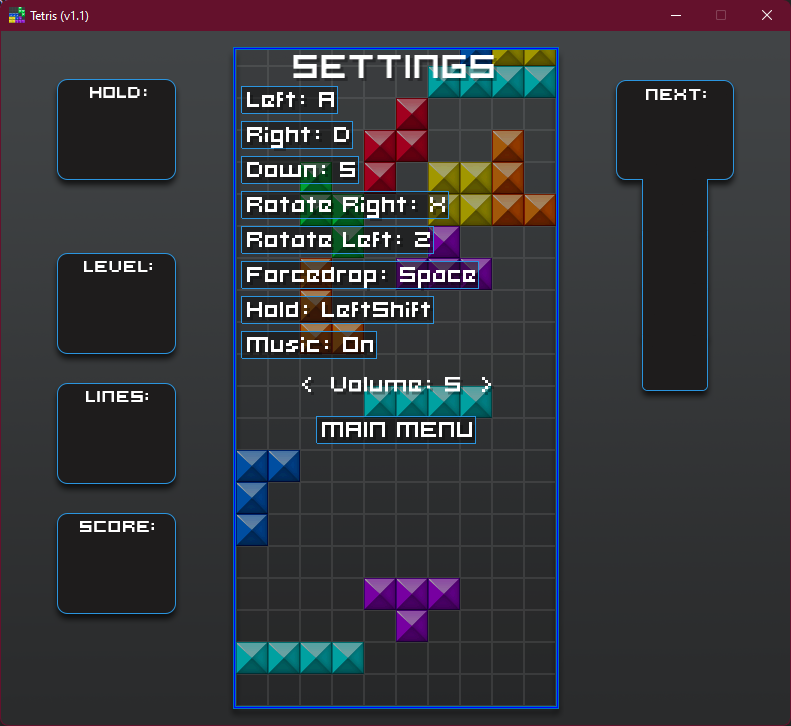 Tetris (v1.1)
HOLD:
LEVEL:
LINES:
SCORE:
SETTINGS
Left: A
Right: D
Down: S
Rotate Right: X
Rotate Left: Z
Forcedrop: Space
Hold: LeftShift
Music: On
< Volume: 5 >
MAIN MENU
NEXT: